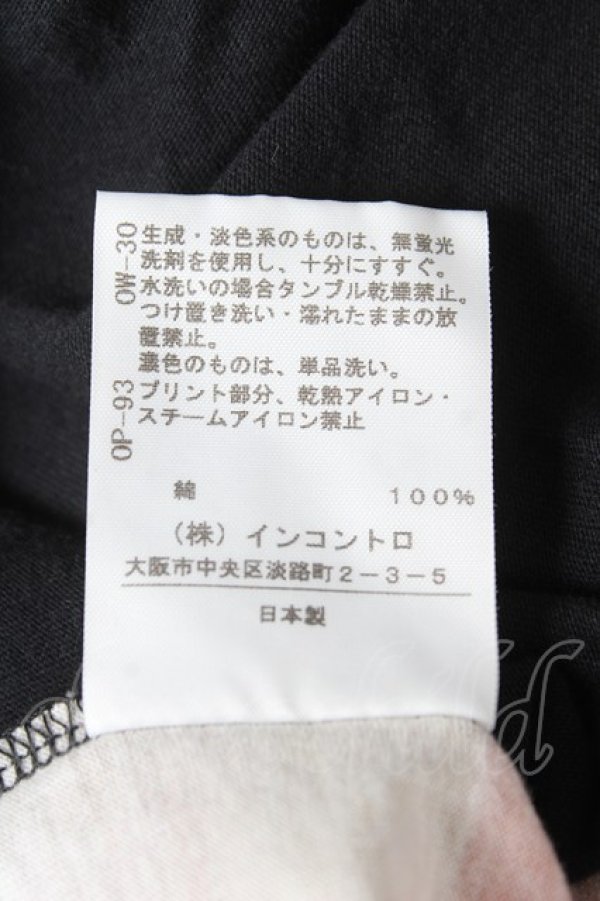 OW-30
生成・淡色系のものは、無蛍光
洗剤を使用し、十分にすすぐ。
水洗いの場合タンブル乾燥禁止。
つけ置き洗い・濡れたままの放
置禁止。
濃色のものは、単品洗い。
OP-93
プリント部分、乾熱アイロン・
スチームアイロン禁止
綿 100%
(株)インコントロ
大阪市中央区淡路町2-3-5
日本製